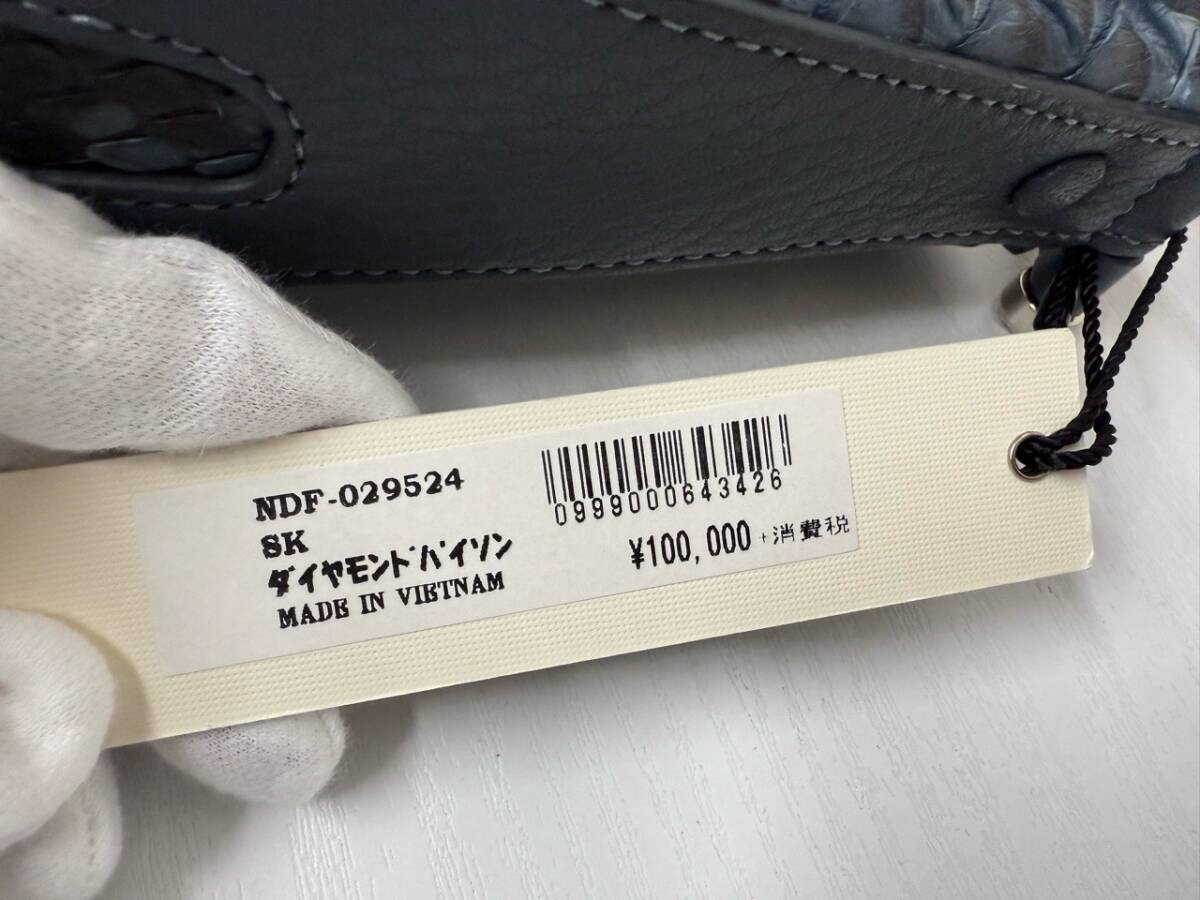 NDF-029524
SK
ダイヤモンドパイソン
MADE IN VIETNAM
0999000643426
¥100,000 +消費税